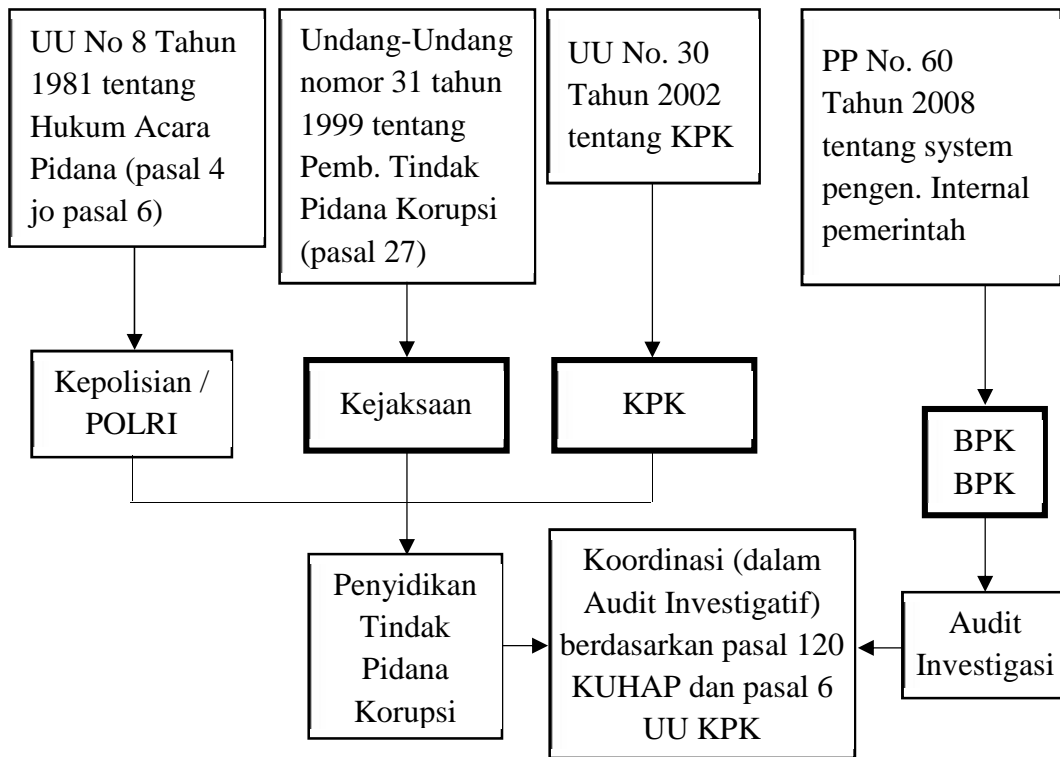 UU No 8 Tahun
1981 tentang
Hukum Acara
Pidana (pasal 4
jo pasal 6)
Undang-Undang
nomor 31 tahun
1999 tentang
Pemb. Tindak
Pidana Korupsi
(pasal 27)
UU No. 30
Tahun 2002
tentang KPK
PP No. 60
Tahun 2008
tentang system
pengen. Internal
pemerintah
Kepolisian /
POLRI
Kejaksaan
KPK
BPK
BPK
Penyidikan
Tindak
Pidana
Korupsi
Koordinasi (dalam
Audit Investigatif)
berdasarkan pasal 120
KUHAP dan pasal 6
UU KPK
Audit
Investigasi